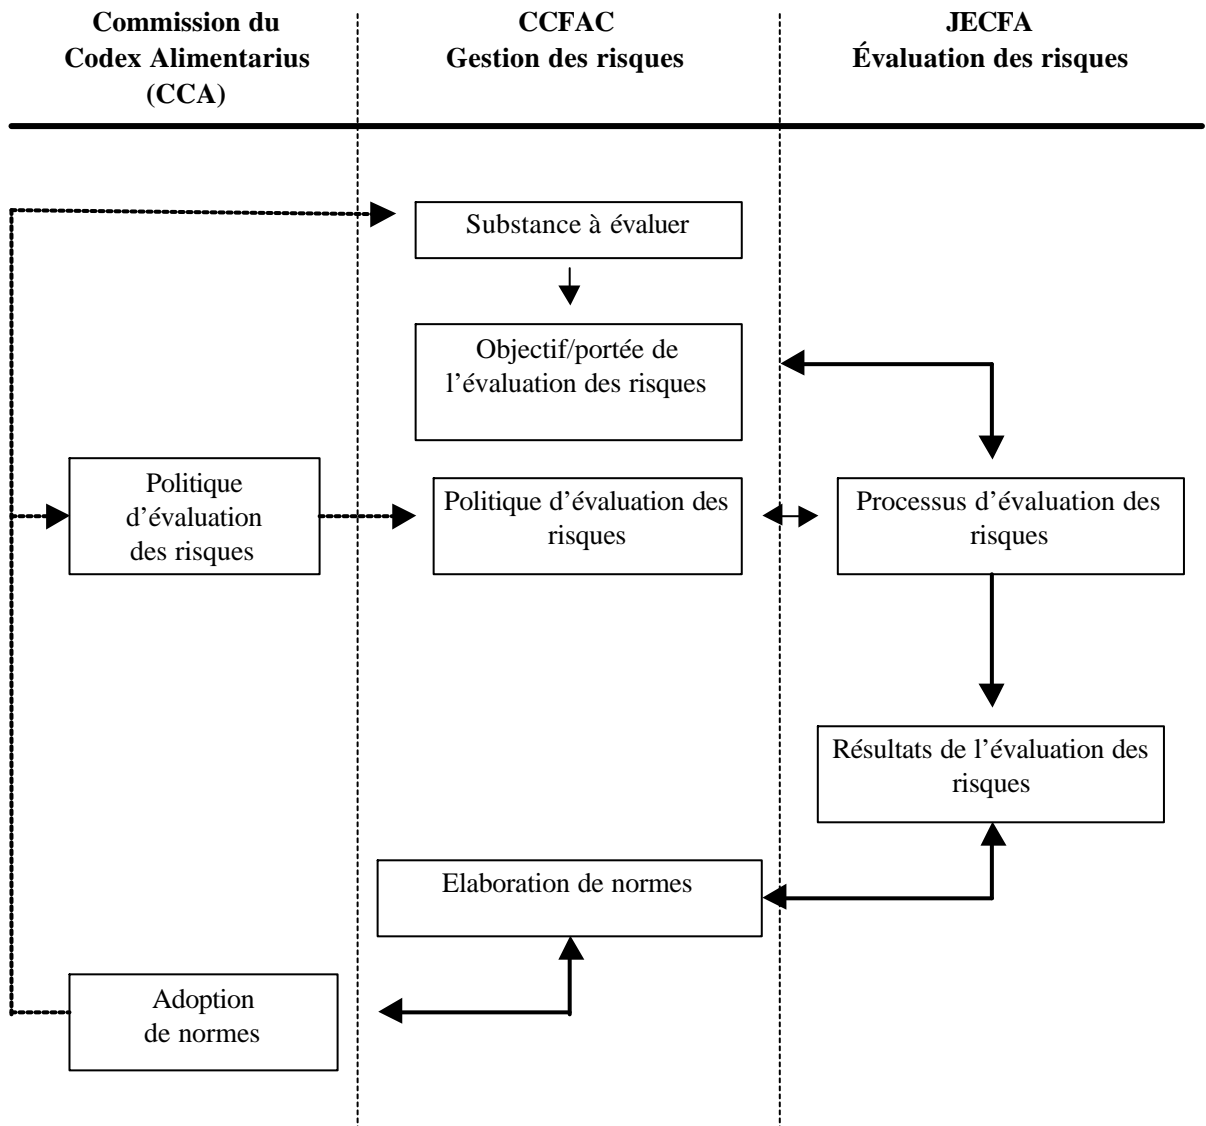 Commission du
Codex Alimentarius
(CCA)
CCFAC
Gestion des risques
JECFA
Évaluation des risques
Substance à évaluer
Objectif/portée de
l’évaluation des risques
Politique
d’évaluation
des risques
Politique d’évaluation des
risques
Processus d’évaluation des
risques
Résultats de l’évaluation des
risques
Elaboration de normes
Adoption
de normes